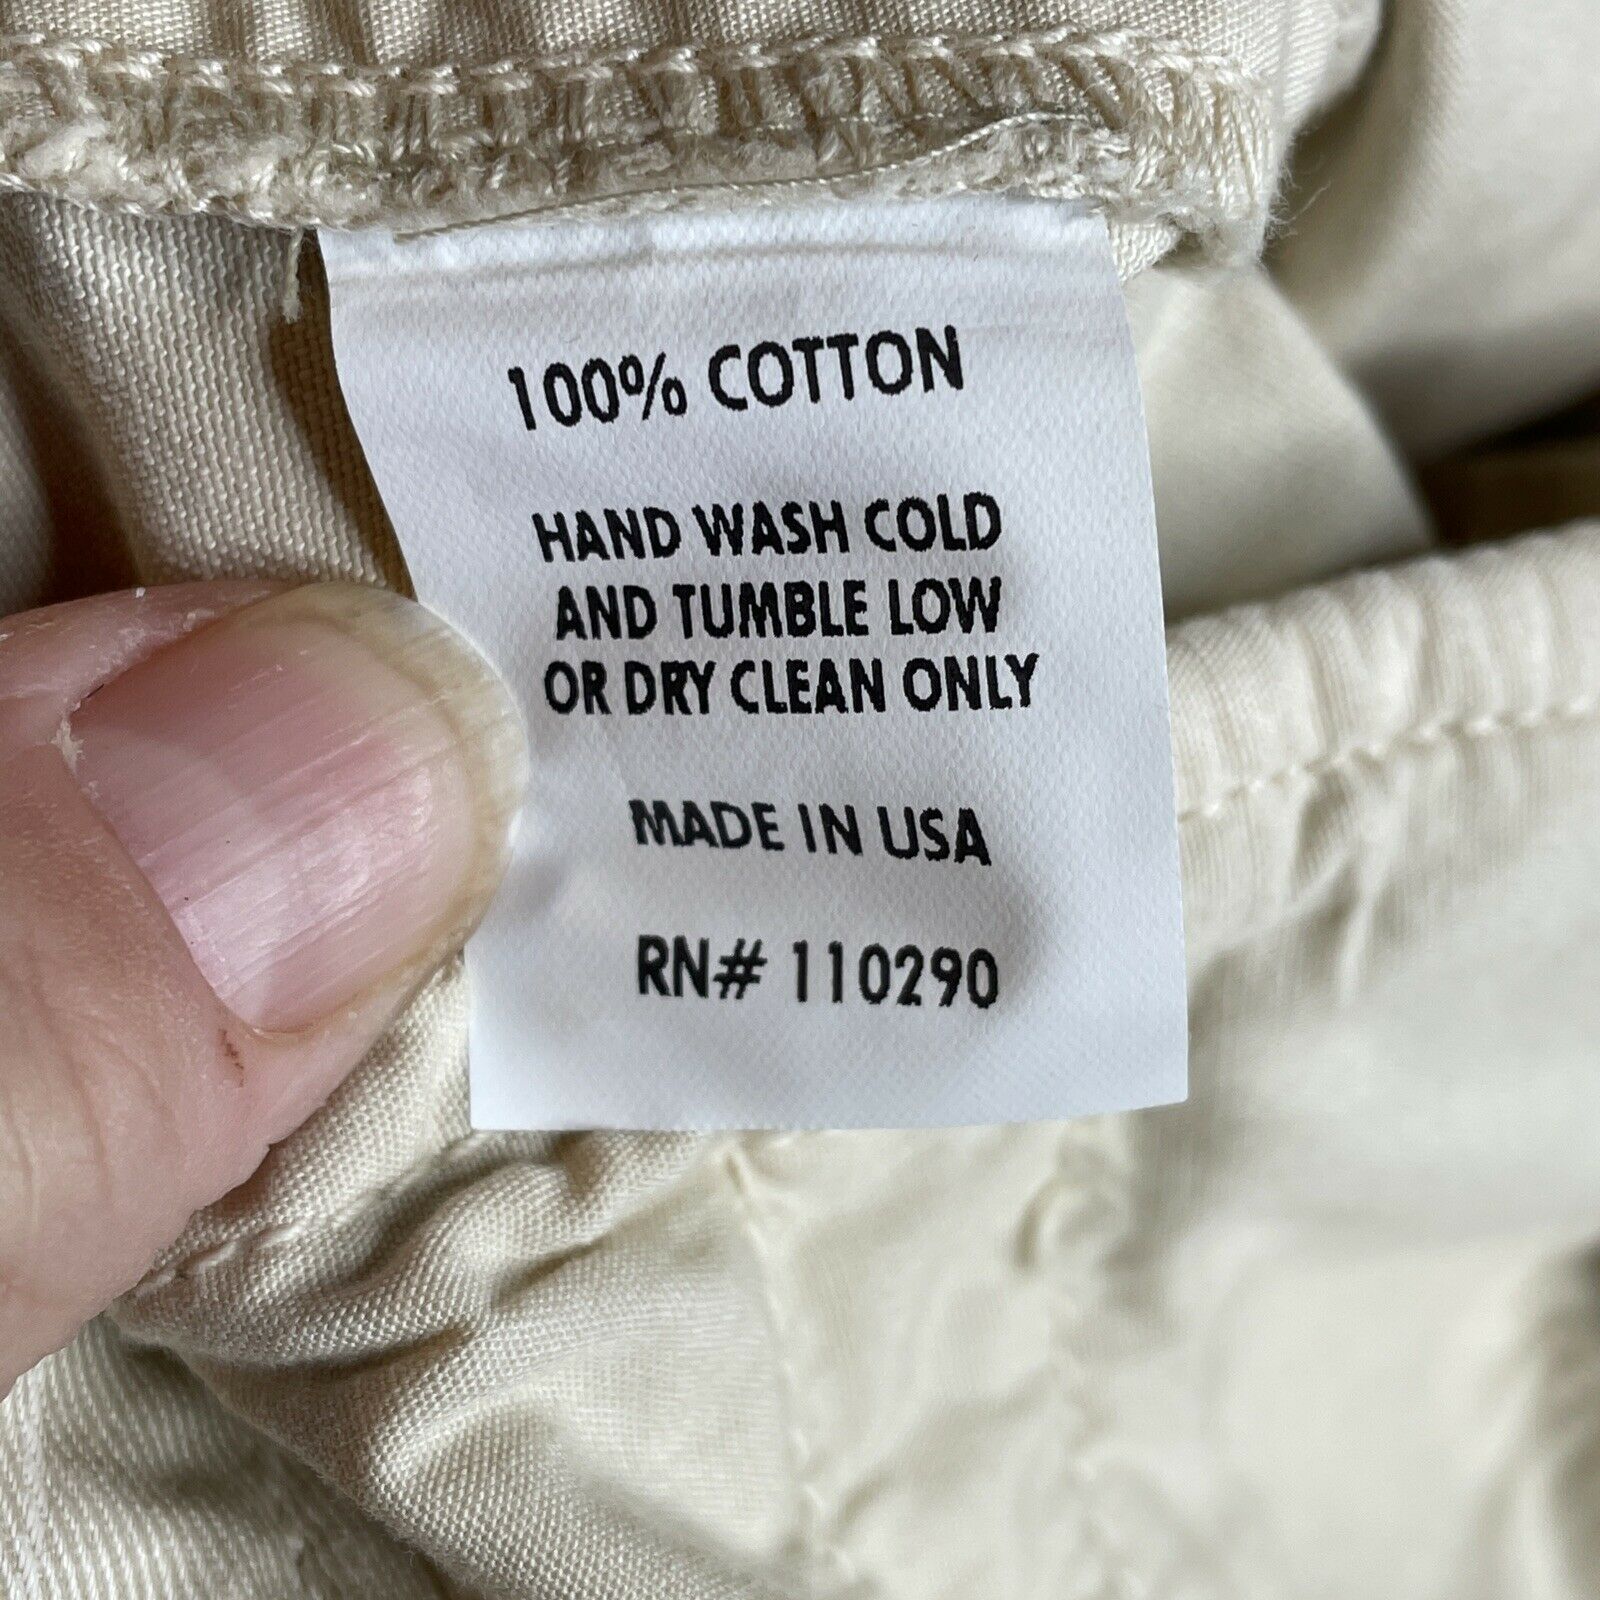 100% COTTON
HAND WASH COLD
AND TUMBLE LOW
OR DRY CLEAN ONLY
MADE IN USA
RN# 110290